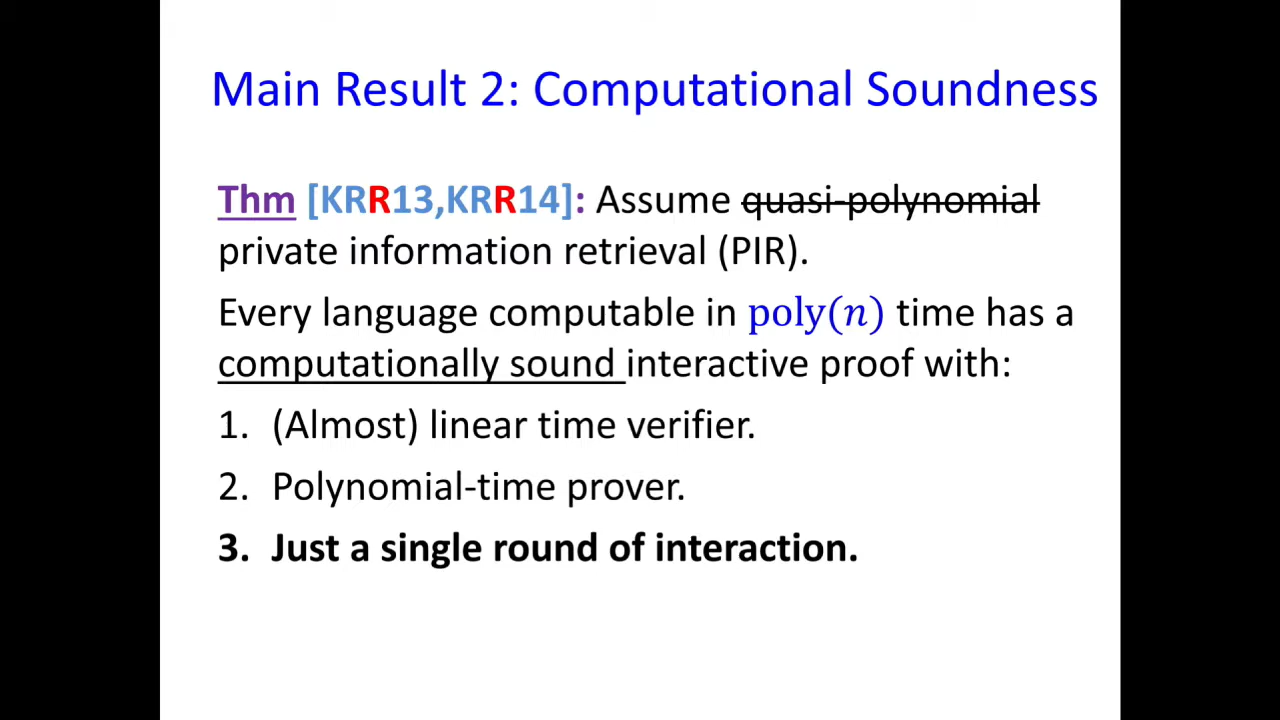 Main Result 2: Computational Soundness
Thm [KRR13,KRR14]: Assume quasi-polynomial
private information retrieval (PIR).
Every language computable in poly(n) time has a
computationally sound interactive proof with:
1. (Almost) linear time verifier.
2. Polynomial-time prover.
3. Just a single round of interaction.